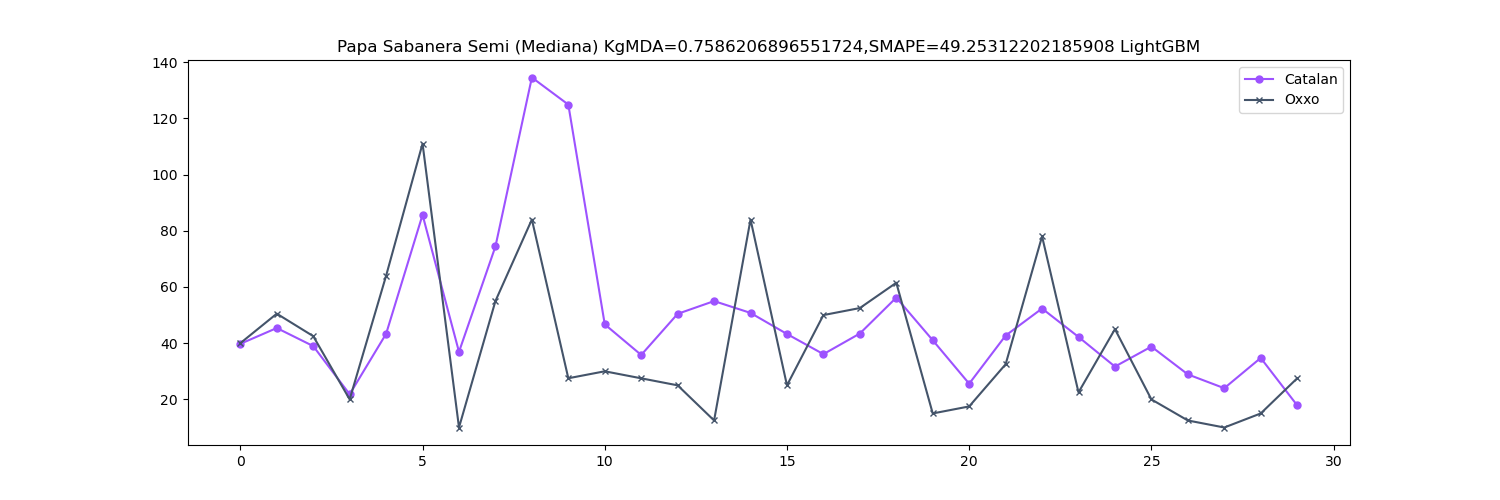 Papa Sabanera Semi (Mediana) KgMDA=0.7586206896551724,SMAPE=49.25312202185908 LightGBM
Catalan
Oxxo
140
120
100
80
60
40
20
0 5 10 15 20 25 30